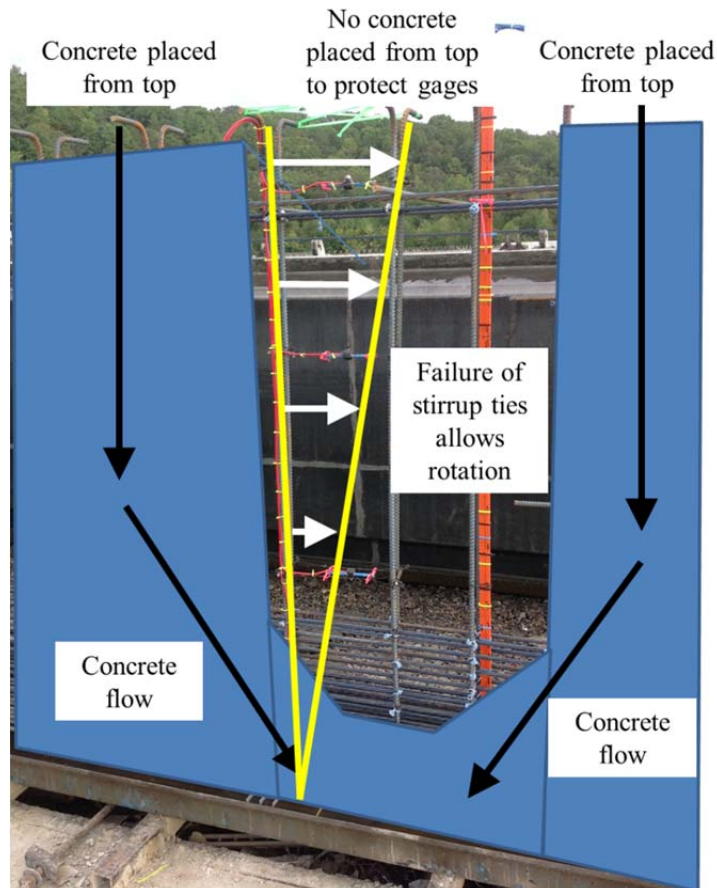 Concrete placed
from top
No concrete
placed from top
to protect gages
Concrete placed
from top
Failure of
stirrup ties
allows
rotation
Concrete
flow
Concrete
flow